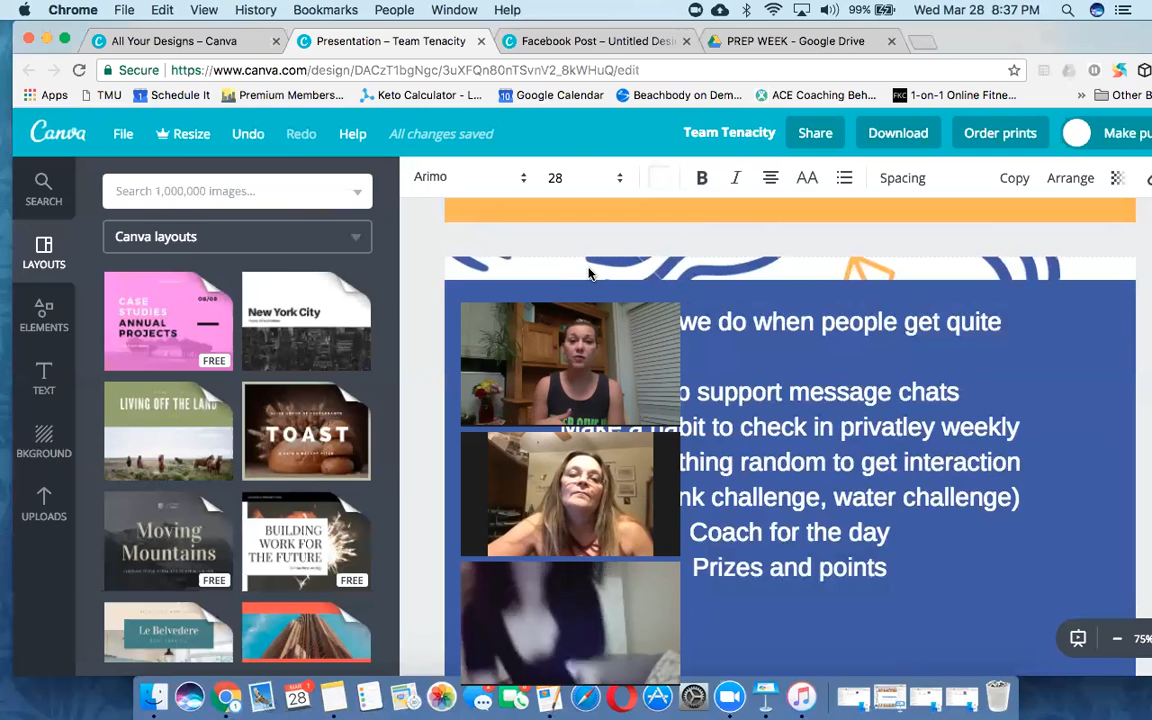 Chrome File Edit View History Bookmarks People Window Help 99% Wed Mar 28 8:37 PM
All Your Designs – Canva Presentation – Team Tenacity Facebook Post – Untitled Desi PREP WEEK - Google Drive
Secure https://www.canva.com/design/DACzT1bgNgc/3uXFQn80nTSvnV2_8kWHuQ/edit
Apps TMU Schedule It Premium Members... Keto Calculator - L... Google Calendar Beachbody on Dem... ACE Coaching Beh... 1-on-1 Online Fitne... Other B
Canva File Resize Undo Redo Help All changes saved Team Tenacity Share Download Order prints Make pu
SEARCH
LAYOUTS
ELEMENTS
TEXT
BKGROUND
UPLOADS
Search 1,000,000 images...
Canva layouts
CASE
STUDIES
ANNUAL
PROJECTS
08/08
FREE
New York City
LIVING OFF THE LAND
TOAST
Moving
Mountains
FREE
BUILDING
WORK FOR
THE FUTURE
FREE
Le Belvedere
Arimo 28 B I AA Spacing Copy Arrange
we do when people get quite
support message chats
Make a habit to check in privatley weekly
thing random to get interaction
nk challenge, water challenge)
Coach for the day
Prizes and points
75%
MAR
28